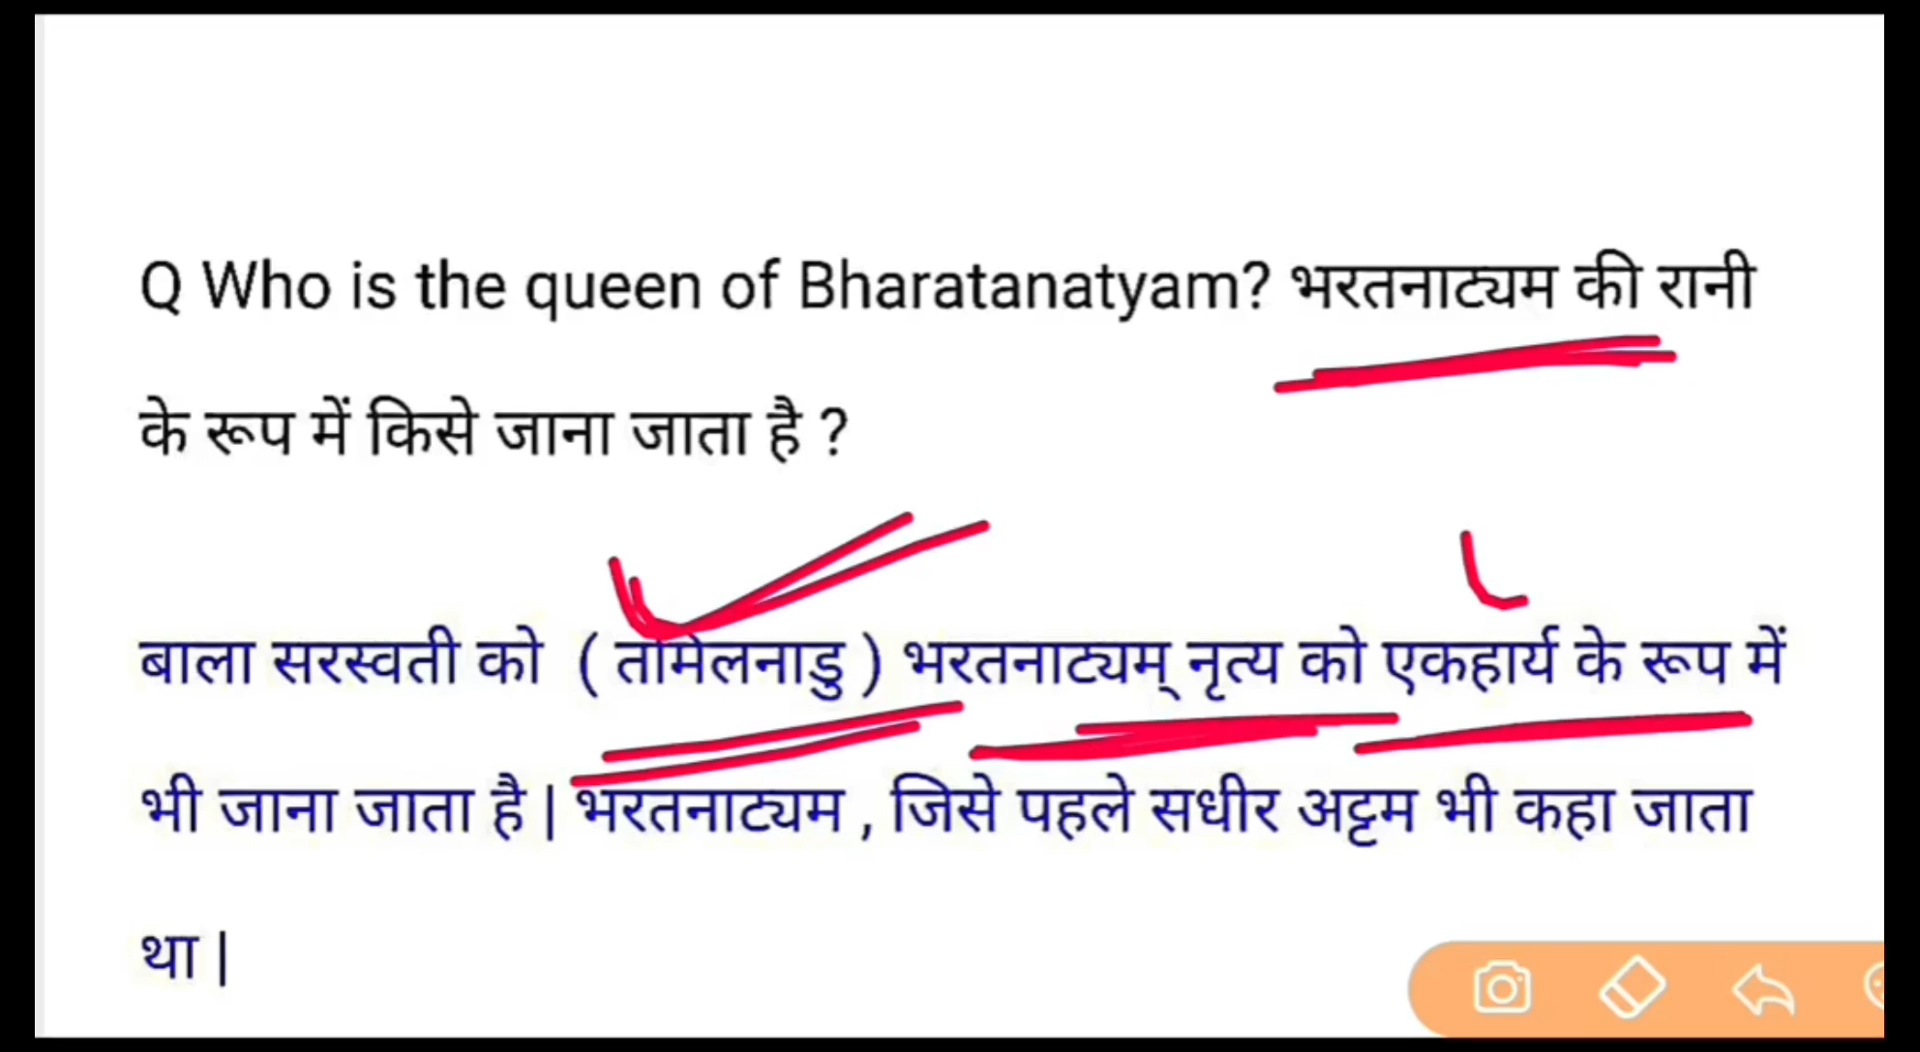 Q Who is the queen of Bharatanatyam? भरतनाट्यम की रानी
के रूप में किसे जाना जाता है ?
बाला सरस्वती को ( तमिलनाडु ) भरतनाट्यम् नृत्य को एकहार्य के रूप में
भी जाना जाता है | भरतनाट्यम , जिसे पहले सधीर अट्टम भी कहा जाता
था |